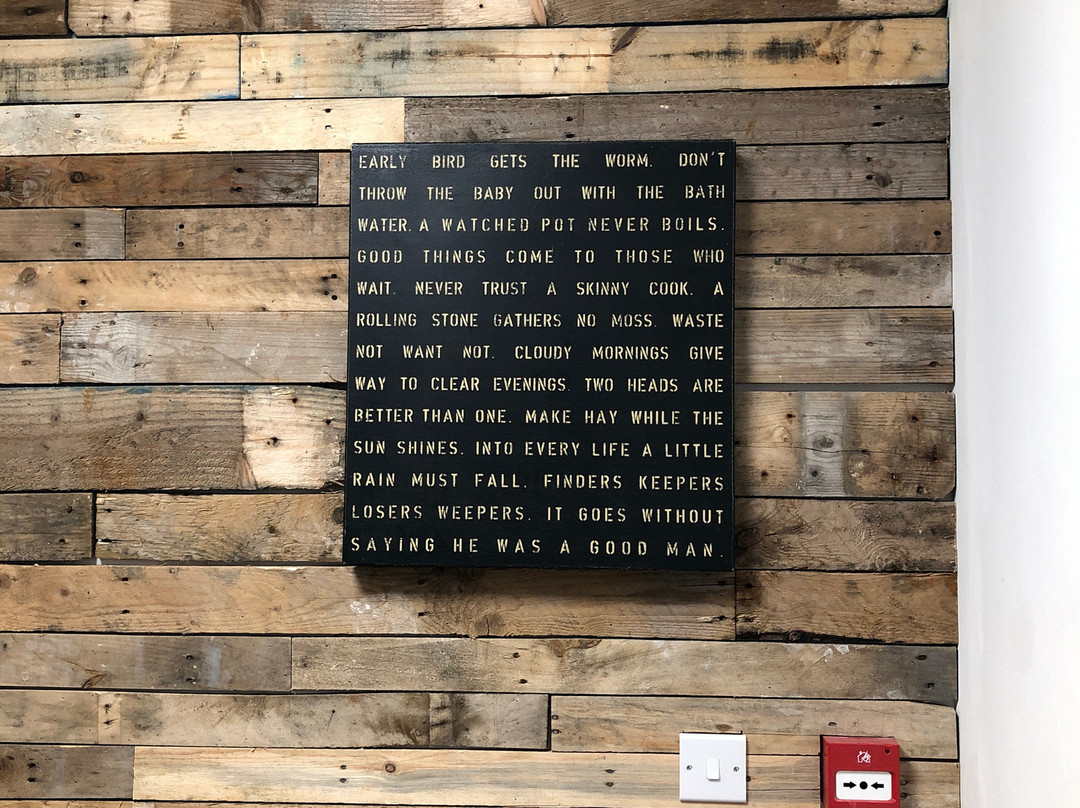 EARLY BIRD GETS THE WORM. DON'T
THROW THE BABY OUT WITH THE BATH
WATER. A WATCHED POT NEVER BOILS.
GOOD THINGS COME TO THOSE WHO
WAIT. NEVER TRUST A SKINNY COOK. A
ROLLING STONE GATHERS NO MOSS. WASTE
NOT WANT NOT. CLOUDY MORNINGS GIVE
WAY TO CLEAR EVENINGS. TWO HEADS ARE
BETTER THAN ONE. MAKE HAY WHILE THE
SUN SHINES. INTO EVERY LIFE A LITTLE
RAIN MUST FALL. FINDERS KEEPERS
LOSERS WEEPERS. IT GOES WITHOUT
SAYING HE WAS A GOOD MAN.